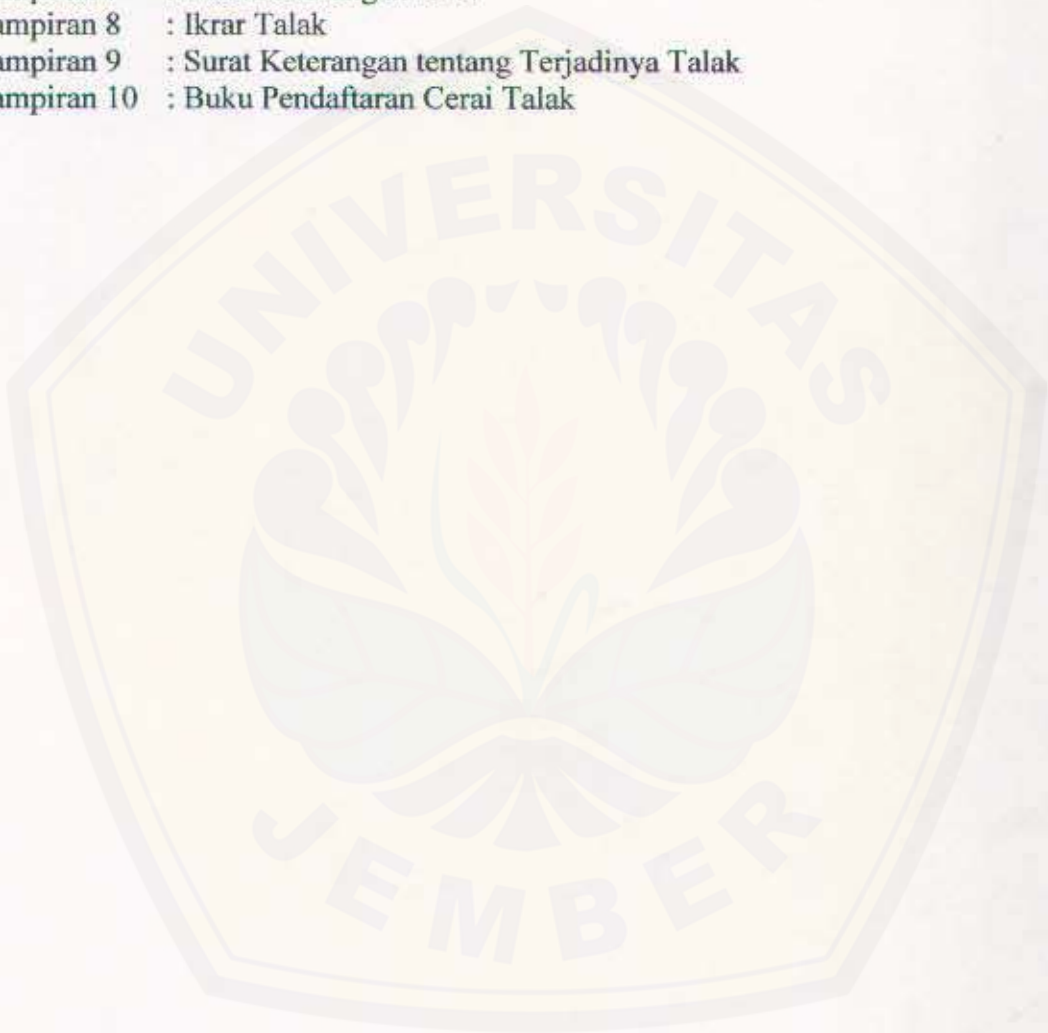 ampiran 8 : Ikrar Talak
ampiran 9 : Surat Keterangan tentang Terjadinya Talak
ampiran 10 : Buku Pendaftaran Cerai Talak
UNIVERSITAS
JEMBER